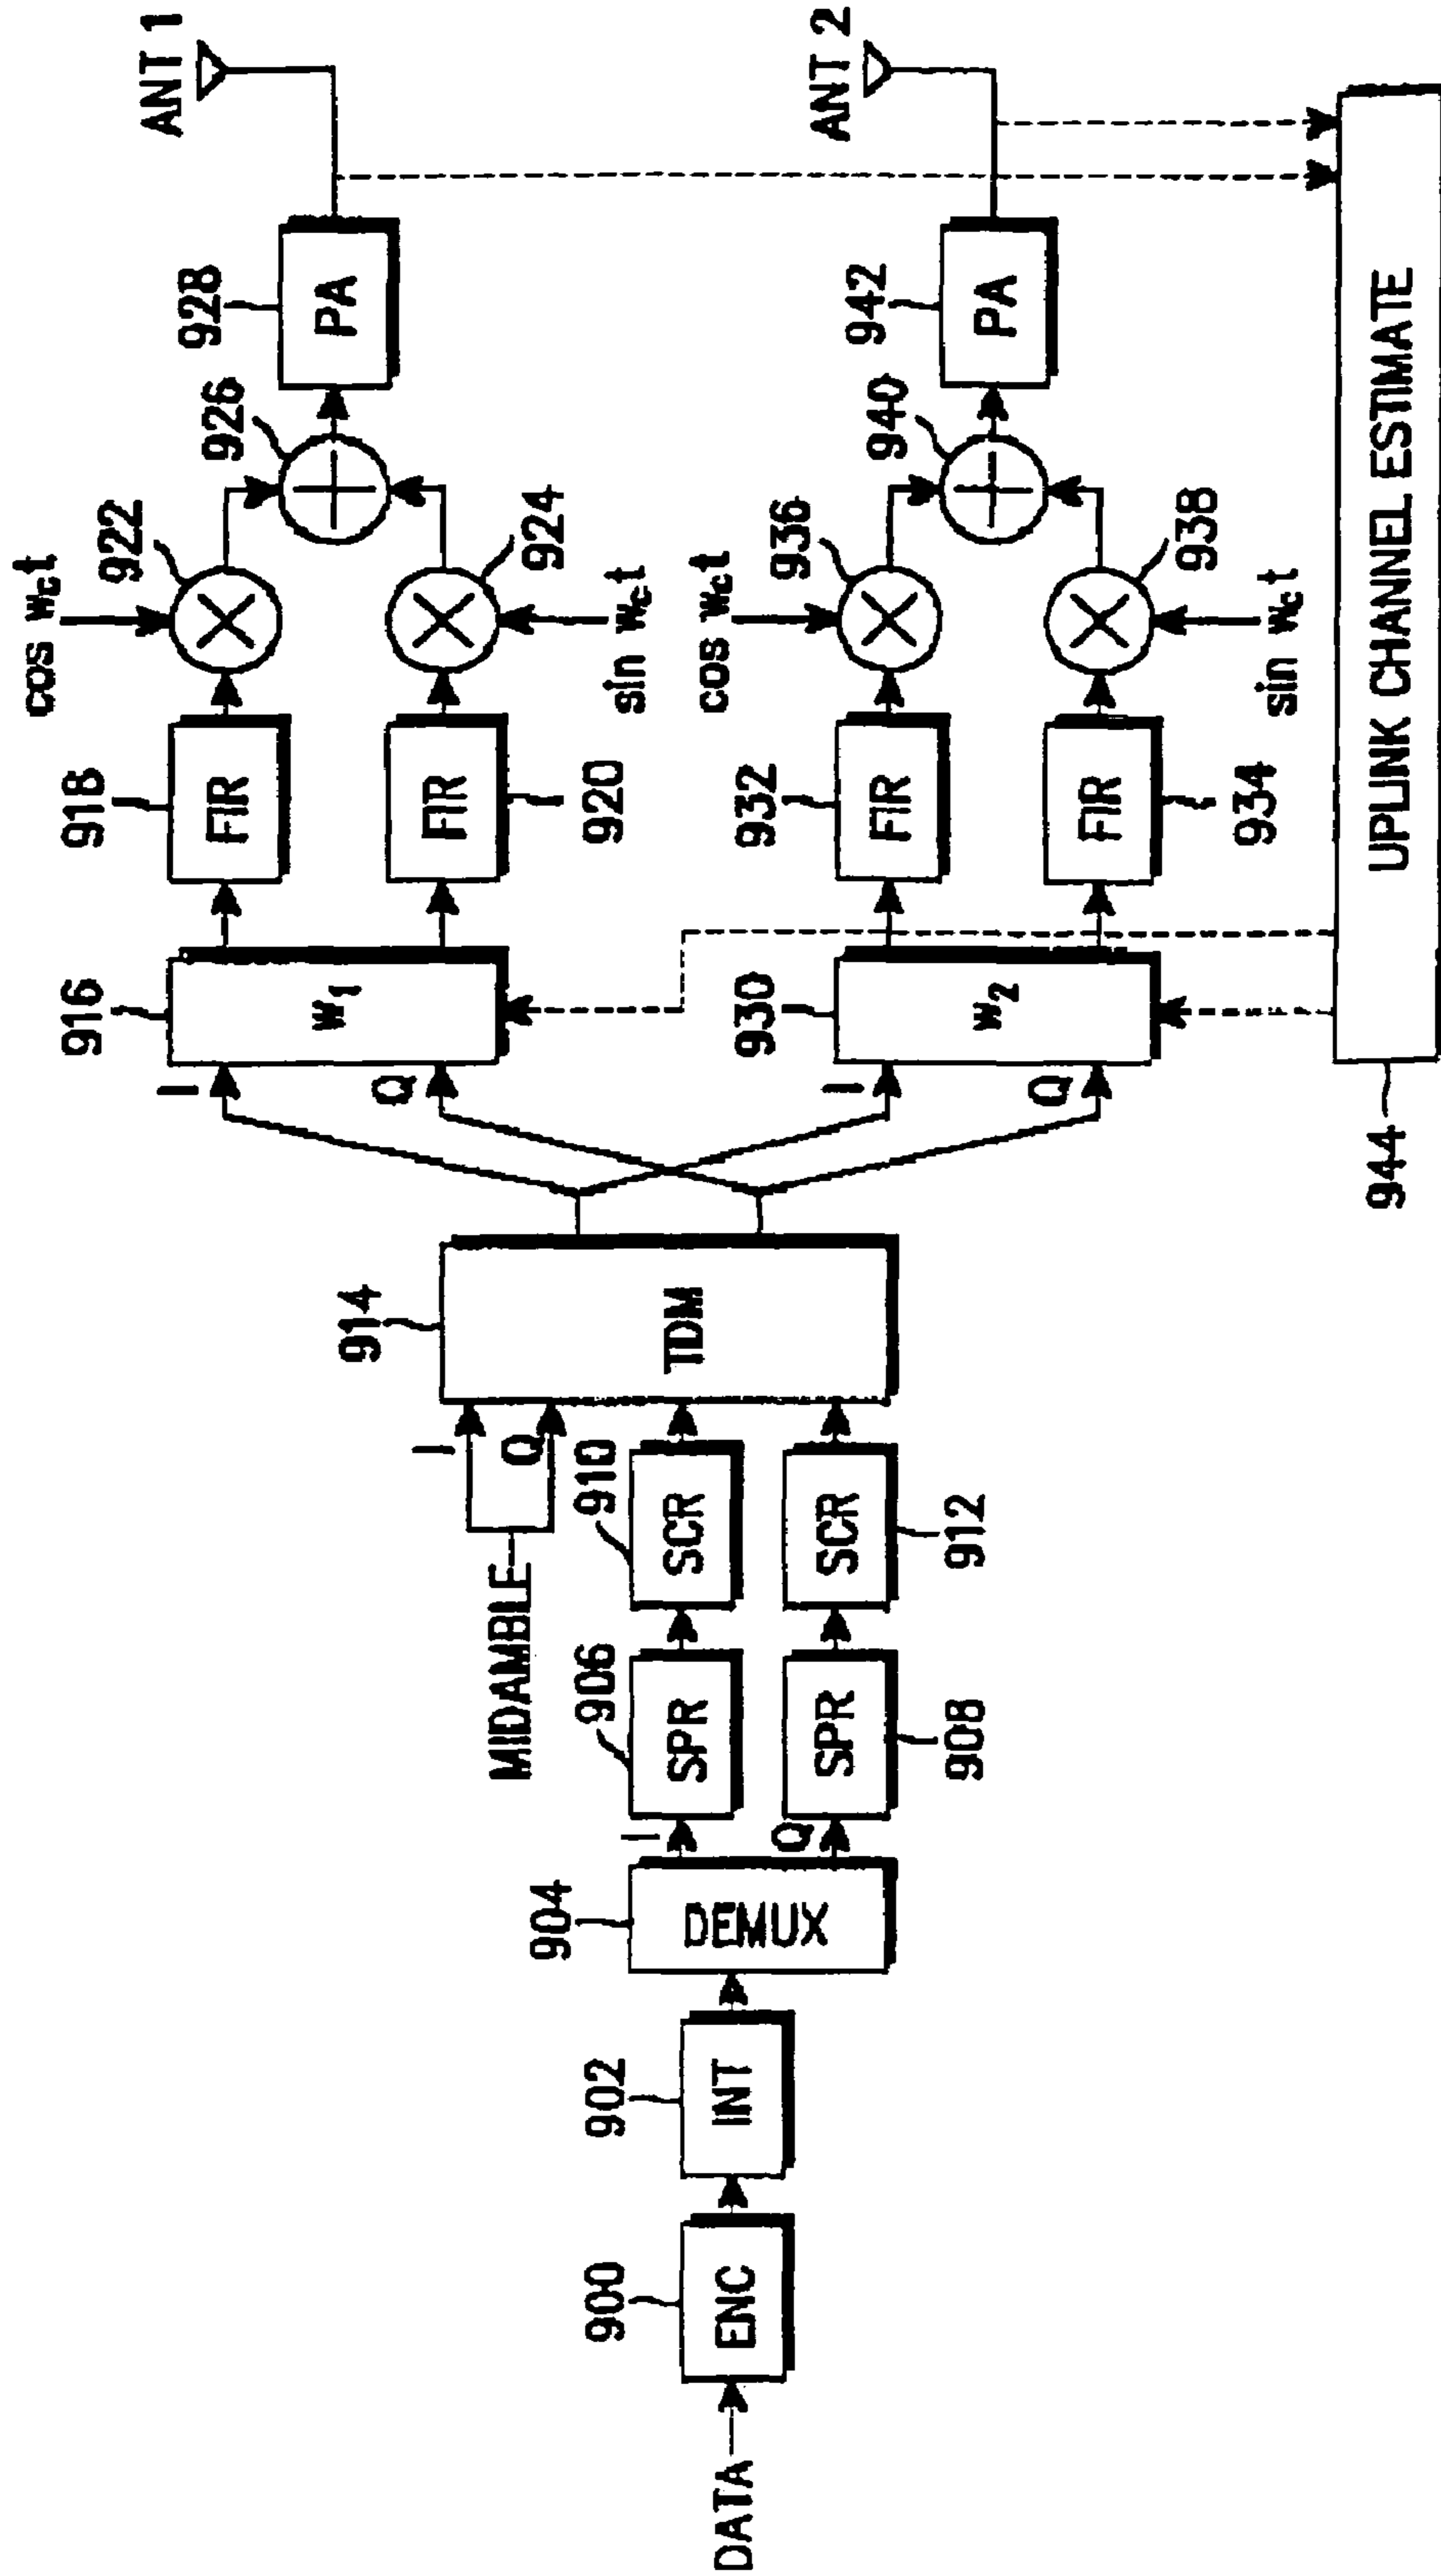 DATA
900
ENC
902
INT
904
DEMUX
I
Q
906
SPR
908
SPR
910
SCR
912
SCR
MIDAMBLE
I
Q
914
TDM
I
Q
916
W1
918
FIR
920
FIR
cos Wct
922
924
sin Wct
926
928
PA
ANT 1
I
Q
930
W2
932
FIR
934
FIR
cos Wct
936
938
sin Wct
940
942
PA
ANT 2
944
UPLINK CHANNEL ESTIMATE